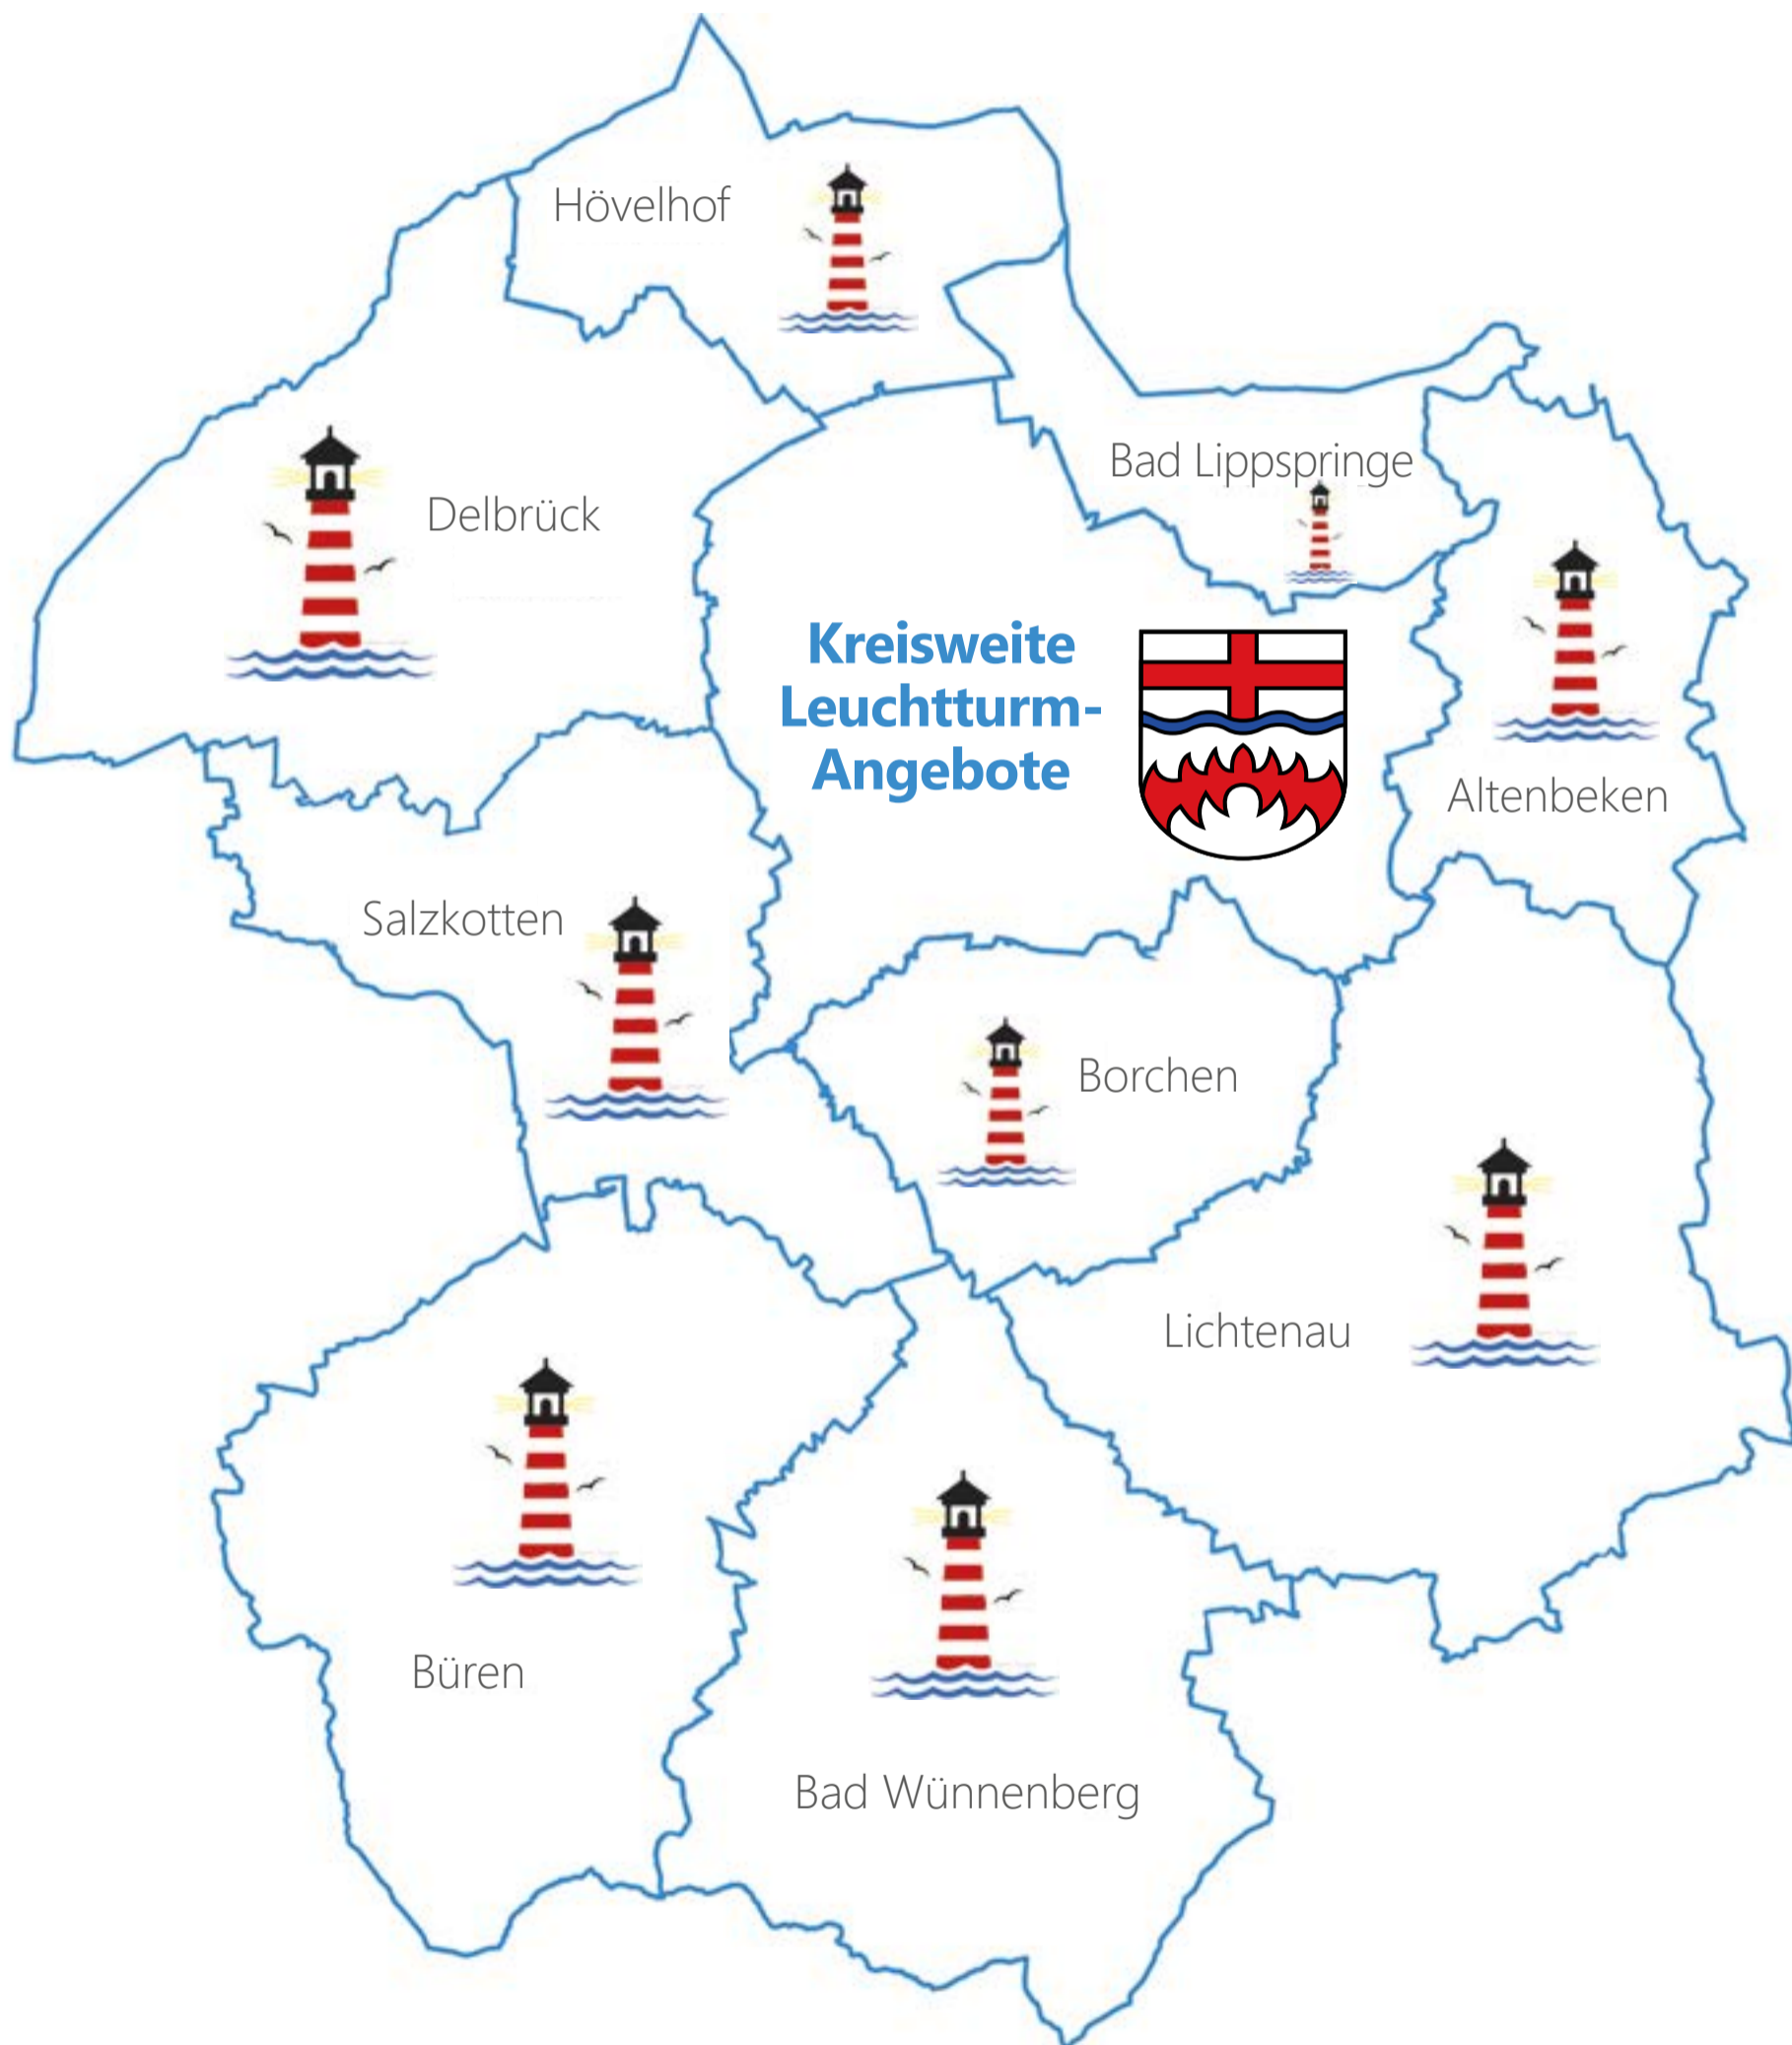 Hövelhof
Bad Lippspringe
Delbrück
Kreisweite
Leuchtturm-
Angebote
Altenbeken
Salzkotten
Borchen
Lichtenau
Büren
Bad Wünnenberg